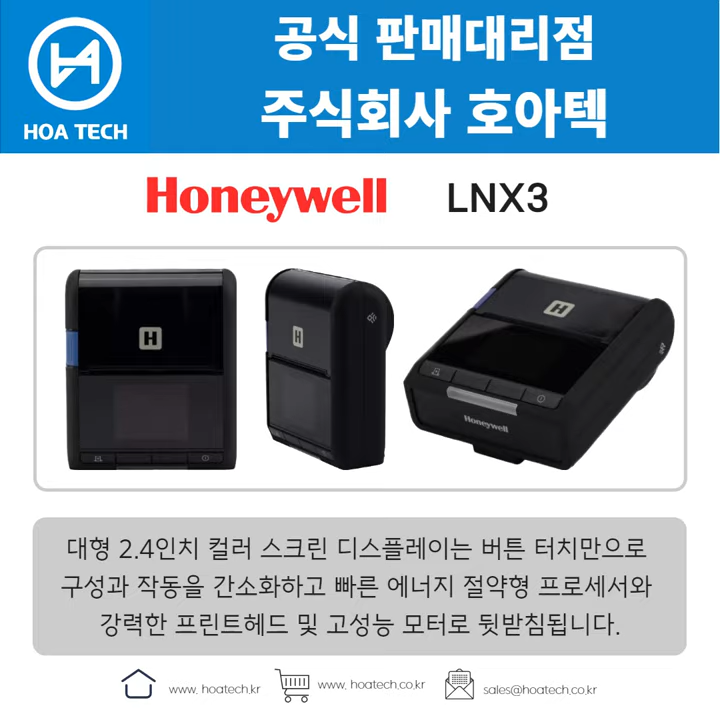 공식 판매대리점
주식회사 호아텍
HOA TECH
Honeywell LNX3
H
H
H
Honeywell
대형 2.4인치 컬러 스크린 디스플레이는 버튼 터치만으로
구성과 작동을 간소화하고 빠른 에너지 절약형 프로세서와
강력한 프린트헤드 및 고성능 모터로 뒷받침됩니다.
www. hoatech.kr www. hoatech.co.kr sales@hoatech.co.kr